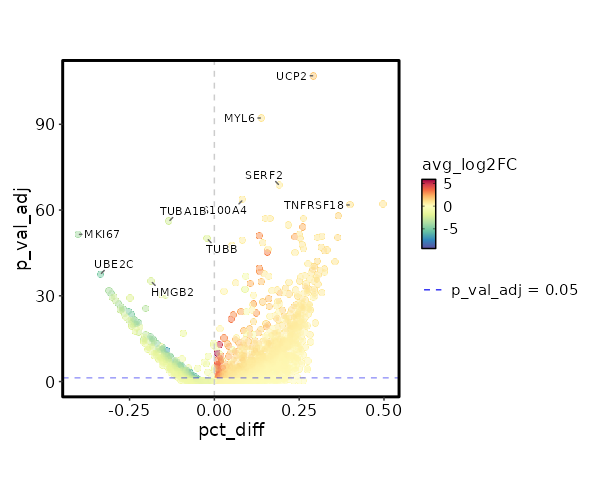 UCP2
MYL6
SERF2
TNFRSF18
TUBA1B
S100A4
MKI67
TUBB
UBE2C
HMGB2
90
60
30
0
-0.25
0.00
0.25
0.50
pct_diff
p_val_adj
avg_log2FC
5
0
-5
p_val_adj = 0.05